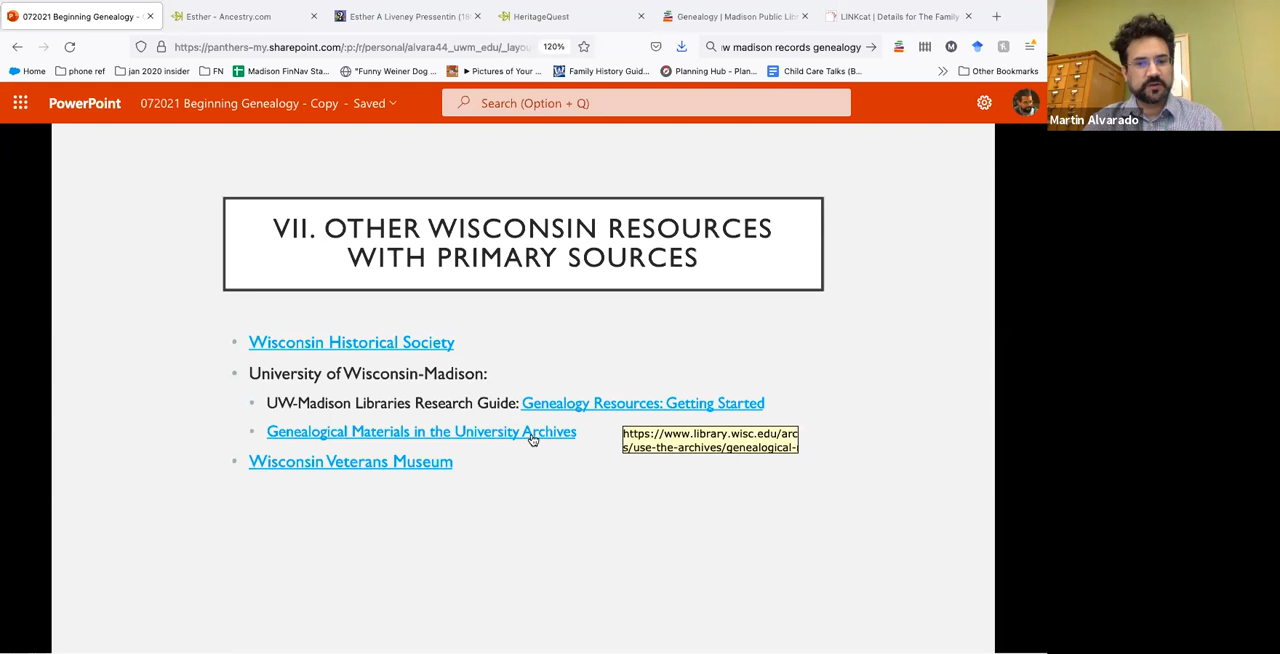 072021 Beginning Genealogy - C
Esther - Ancestry.com
Esther A Liveney Pressentin (18
HeritageQuest
Genealogy | Madison Public Lib
LINKcat | Details for The Family
https://panthers-my.sharepoint.com/:p:/r/personal/alvara44_uwm_edu/_layou
120%
w madison records genealogy
Home
phone ref
jan 2020 insider
FN
Madison FinNav Sta...
"Funny Weiner Dog ...
Pictures of Your ...
Family History Guid...
Planning Hub - Plan...
Child Care Talks (B...
Other Bookmarks
PowerPoint
072021 Beginning Genealogy - Copy - Saved
Search (Option + Q)
Martin Alvarado
VII. OTHER WISCONSIN RESOURCES
WITH PRIMARY SOURCES
• Wisconsin Historical Society
• University of Wisconsin-Madison:
• UW-Madison Libraries Research Guide: Genealogy Resources: Getting Started
• Genealogical Materials in the University Archives
https://www.library.wisc.edu/arc
s/use-the-archives/genealogical-
• Wisconsin Veterans Museum